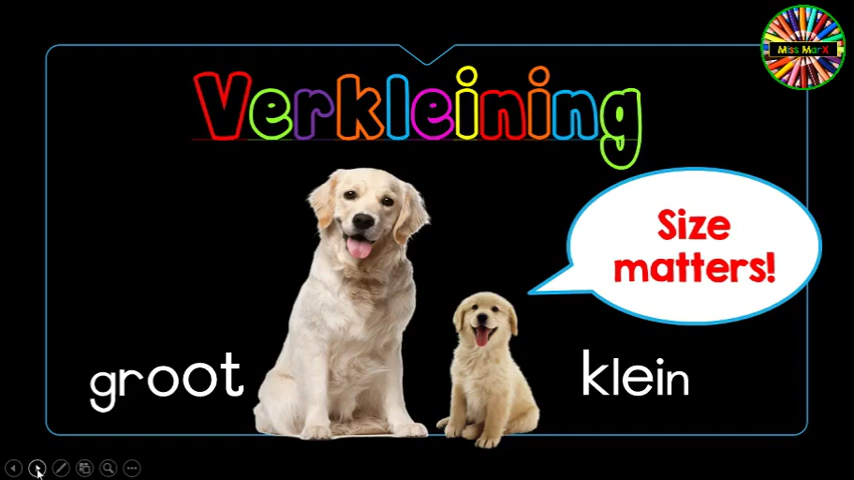 Miss MarX
Verkleining
Size
matters!
groot
klein